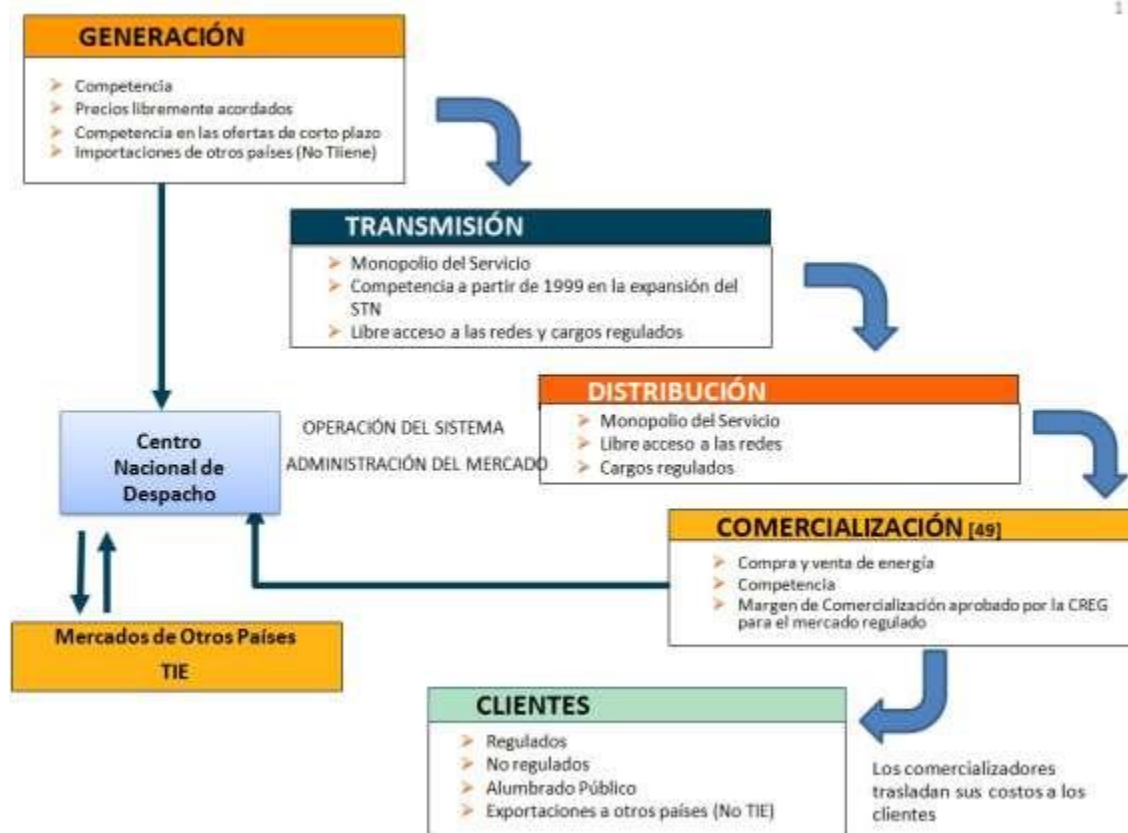 1
GENERACIÓN
➢ Competencia
➢ Precios libremente acordados
➢ Competencia en las ofertas de corto plazo
➢ Importaciones de otros países (No TIiene)
TRANSMISIÓN
➢ Monopolio del Servicio
➢ Competencia a partir de 1999 en la expansión del
STN
➢ Libre acceso a las redes y cargos regulados
DISTRIBUCIÓN
➢ Monopolio del Servicio
➢ Libre acceso a las redes
➢ Cargos regulados
Centro
Nacional de
Despacho
OPERACIÓN DEL SISTEMA
ADMINISTRACIÓN DEL MERCADO
COMERCIALIZACIÓN [49]
➢ Compra y venta de energía
➢ Competencia
➢ Margen de Comercialización aprobado por la CREG
para el mercado regulado
Mercados de Otros Países
TIE
CLIENTES
➢ Regulados
➢ No regulados
➢ Alumbrado Público
➢ Exportaciones a otros países (No TIE)
Los comercializadores
trasladan sus costos a los
clientes